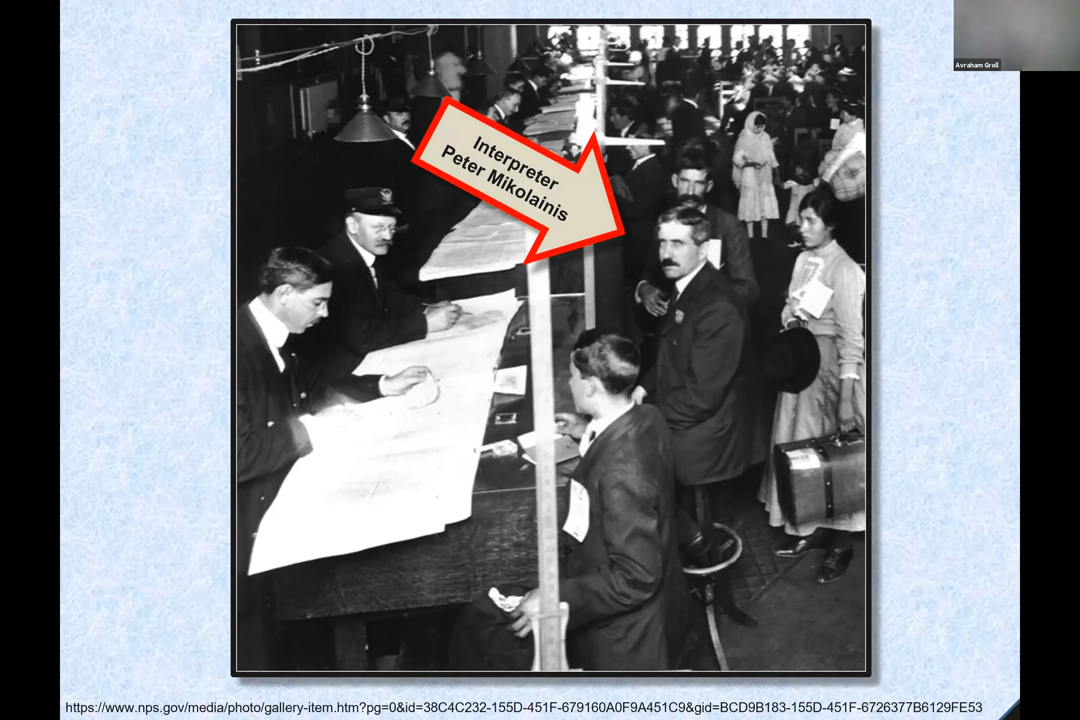 Avraham Groll
Interpreter
Peter Mikolainis
https://www.nps.gov/media/photo/gallery-item.htm?pg=0&id=38C4C232-155D-451F-679160A0F9A451C9&gid=BCD9B183-155D-451F-6726377B6129FE53